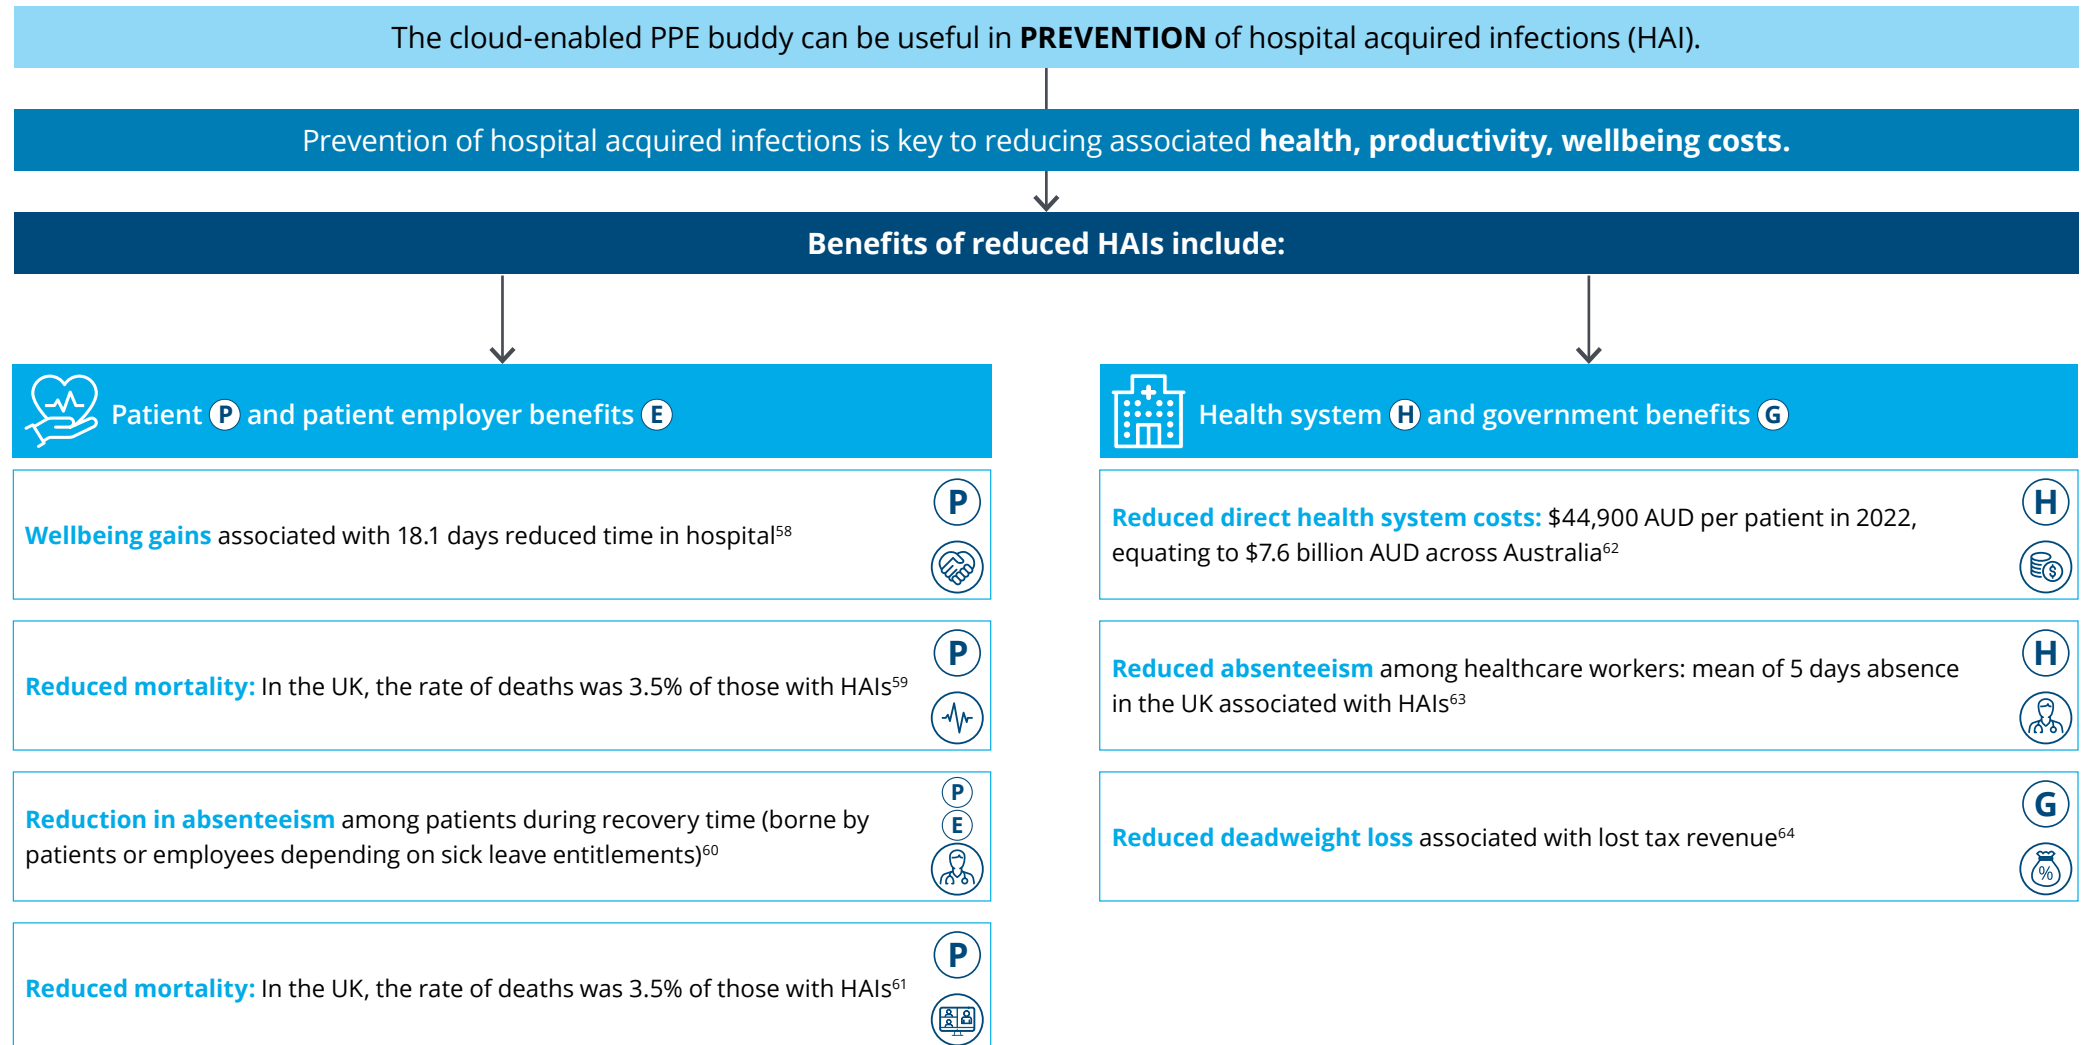 The cloud-enabled PPE buddy can be useful in PREVENTION of hospital acquired infections (HAI).
Prevention of hospital acquired infections is key to reducing associated health, productivity, wellbeing costs.
Benefits of reduced HAIs include:
Patient P and patient employer benefits E
Wellbeing gains associated with 18.1 days reduced time in hospital58
P
Reduced mortality: In the UK, the rate of deaths was 3.5% of those with HAIs59
P
Reduction in absenteeism among patients during recovery time (borne by
patients or employees depending on sick leave entitlements)60
P
E
Reduced mortality: In the UK, the rate of deaths was 3.5% of those with HAIs61
P
Health system H and government benefits G
Reduced direct health system costs: $44,900 AUD per patient in 2022,
equating to $7.6 billion AUD across Australia62
H
$
Reduced absenteeism among healthcare workers: mean of 5 days absence
in the UK associated with HAIs63
H
Reduced deadweight loss associated with lost tax revenue64
G
%